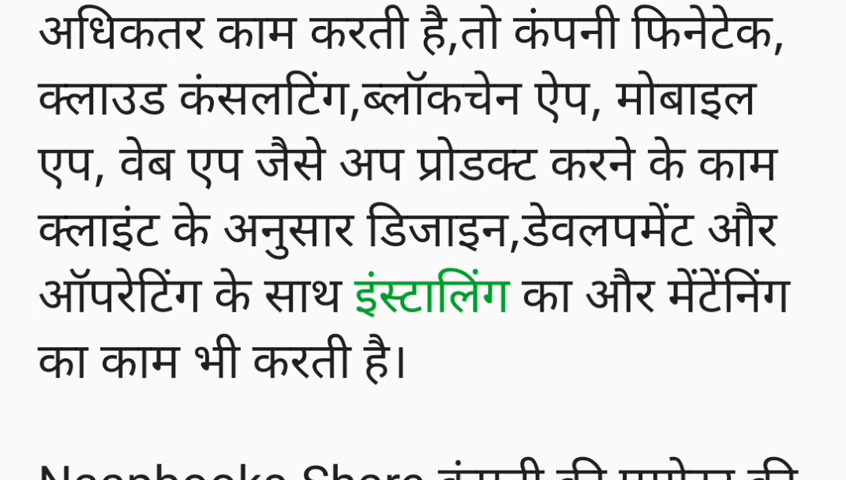 अधिकतर काम करती है,तो कंपनी फिनेटेक,
क्लाउड कंसलटिंग,ब्लॉकचेन ऐप, मोबाइल
एप, वेब एप जैसे अप प्रोडक्ट करने के काम
क्लाइंट के अनुसार डिजाइन,डेवलपमेंट और
ऑपरेटिंग के साथ इंस्टालिंग का और मेंटेंनिंग
का काम भी करती है।